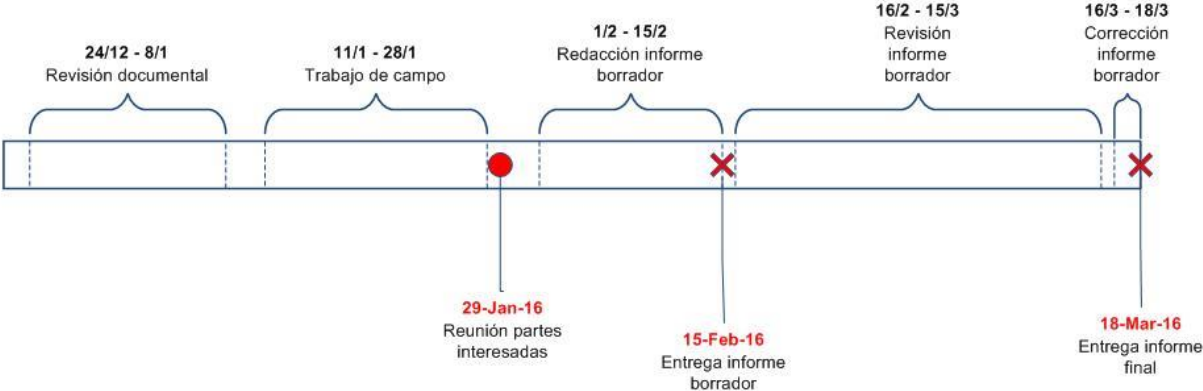 24/12 - 8/1
Revisión documental
11/1 - 28/1
Trabajo de campo
1/2 - 15/2
Redacción informe
borrador
16/2 - 15/3
Revisión
informe
borrador
16/3 - 18/3
Corrección
informe
borrador
29-Jan-16
Reunión partes
interesadas
15-Feb-16
Entrega informe
borrador
18-Mar-16
Entrega informe
final